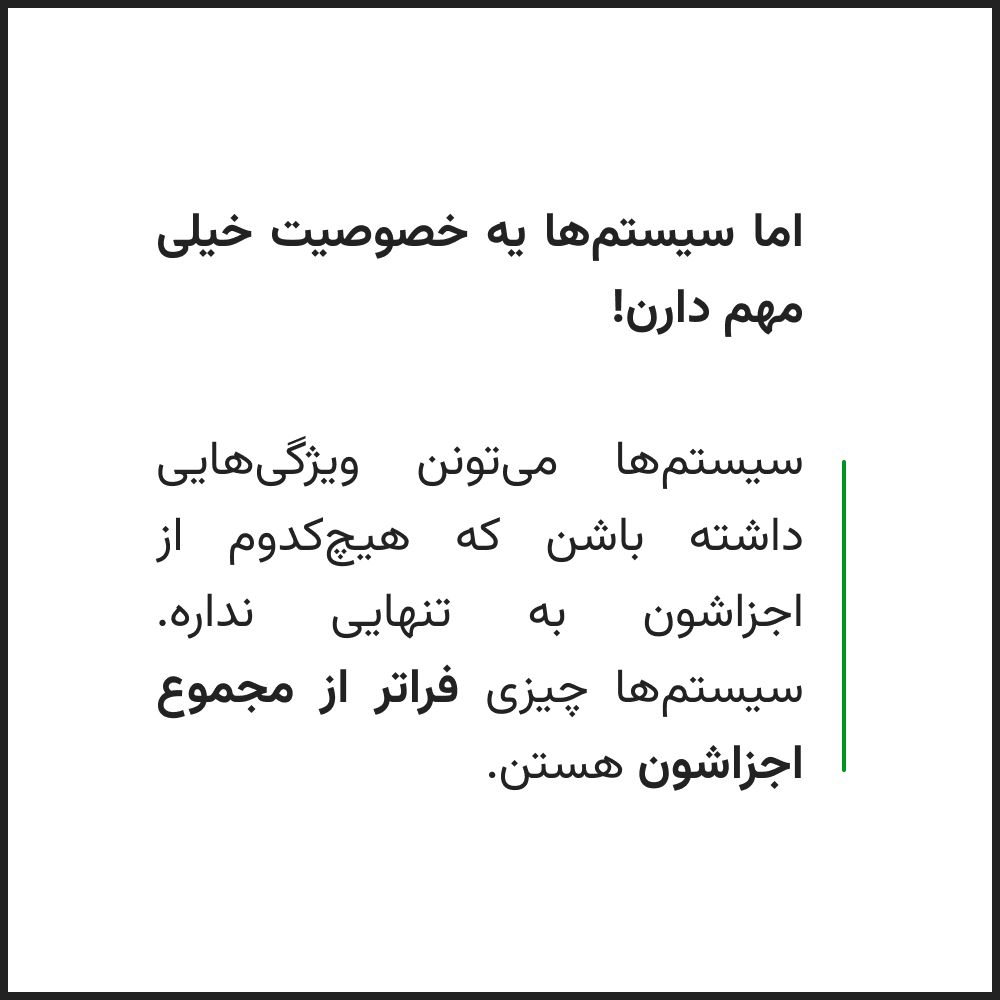 اما سیستم‌ها یه خصوصیت خیلی
مهم دارن!
سیستم‌ها می‌تونن ویژگی‌هایی
داشته باشن که هیچ‌کدوم از
اجزاشون به تنهایی نداره.
سیستم‌ها چیزی فراتر از مجموع
اجزاشون هستن.